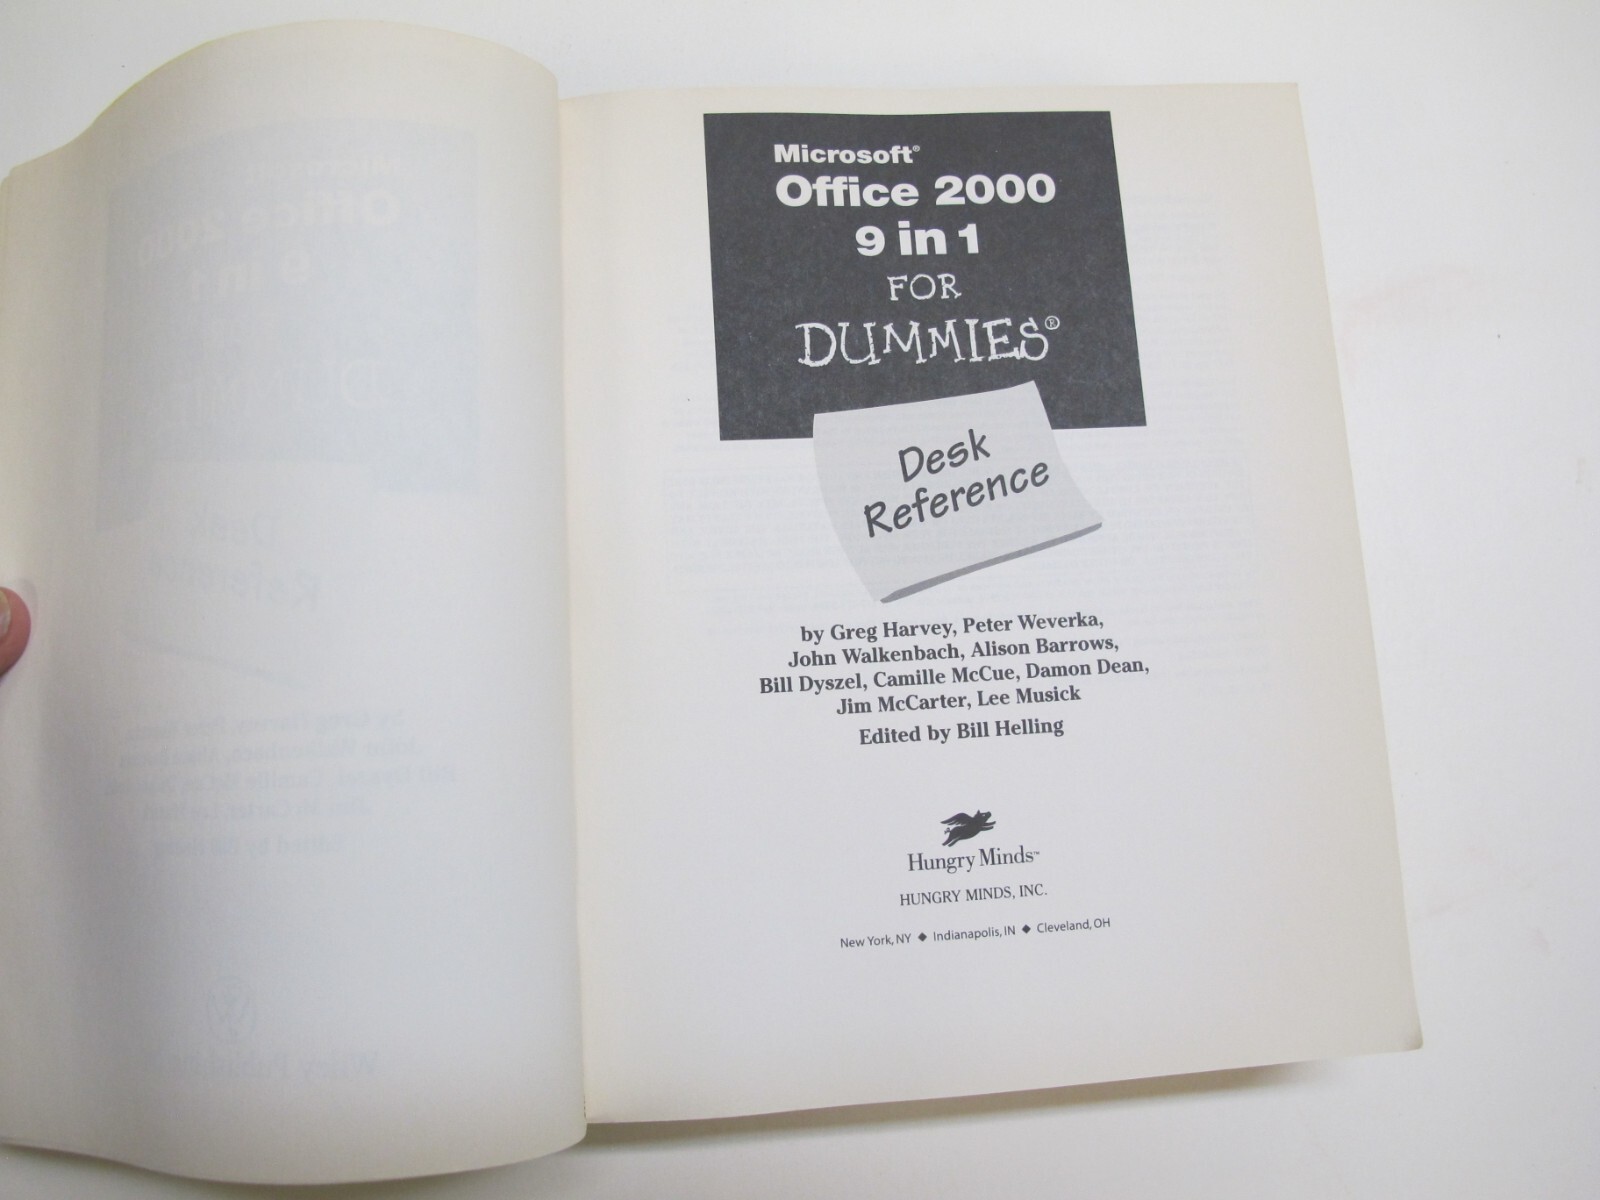 Microsoft®
Office 2000
9 in 1
FOR
DUMMIES®
Desk
Reference
by Greg Harvey, Peter Weverka,
John Walkenbach, Alison Barrows,
Bill Dyszel, Camille McCue, Damon Dean,
Jim McCarter, Lee Musick
Edited by Bill Helling
Hungry Minds™
HUNGRY MINDS, INC.
New York, NY ◆ Indianapolis, IN ◆ Cleveland, OH